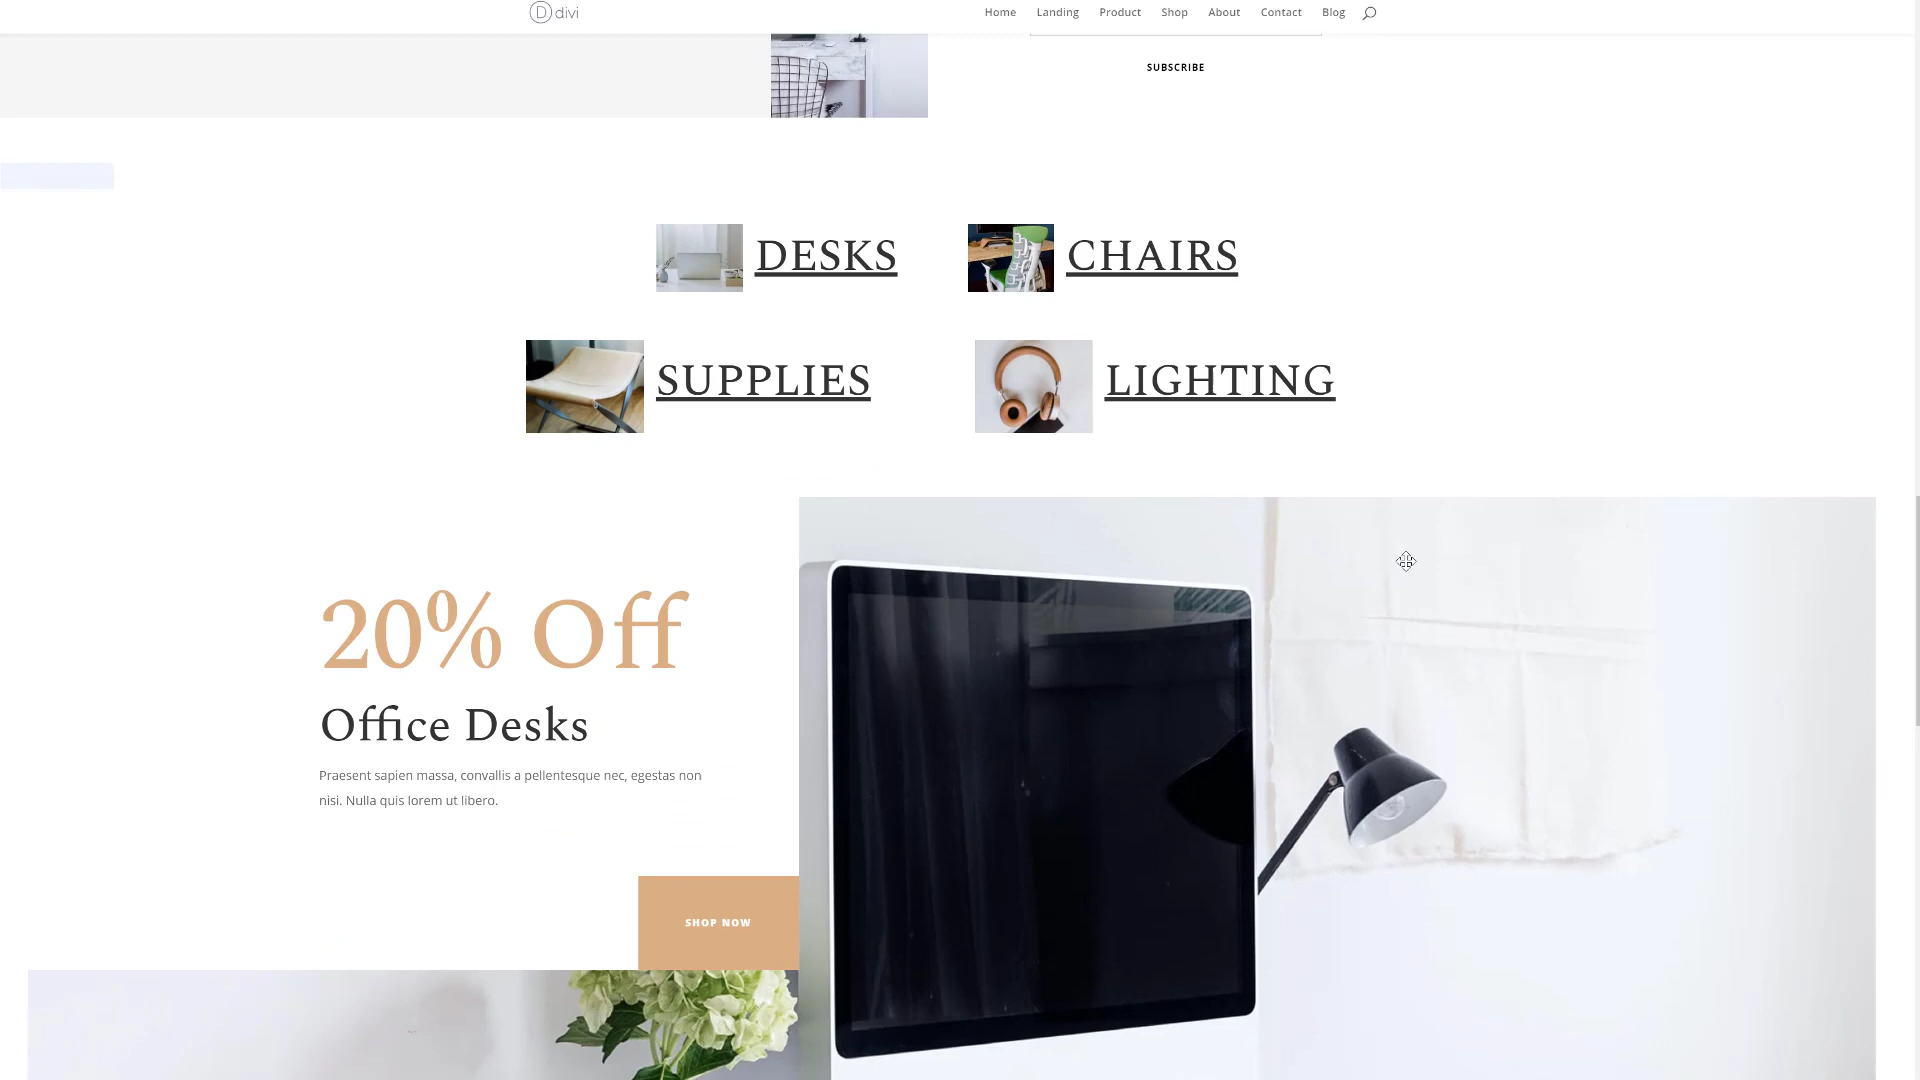 divi
Home Landing Product Shop About Contact Blog
SUBSCRIBE
DESKS
CHAIRS
SUPPLIES
LIGHTING
20% Off
Office Desks
Praesent sapien massa, convallis a pellentesque nec, egestas non
nisi. Nulla quis lorem ut libero.
SHOP NOW